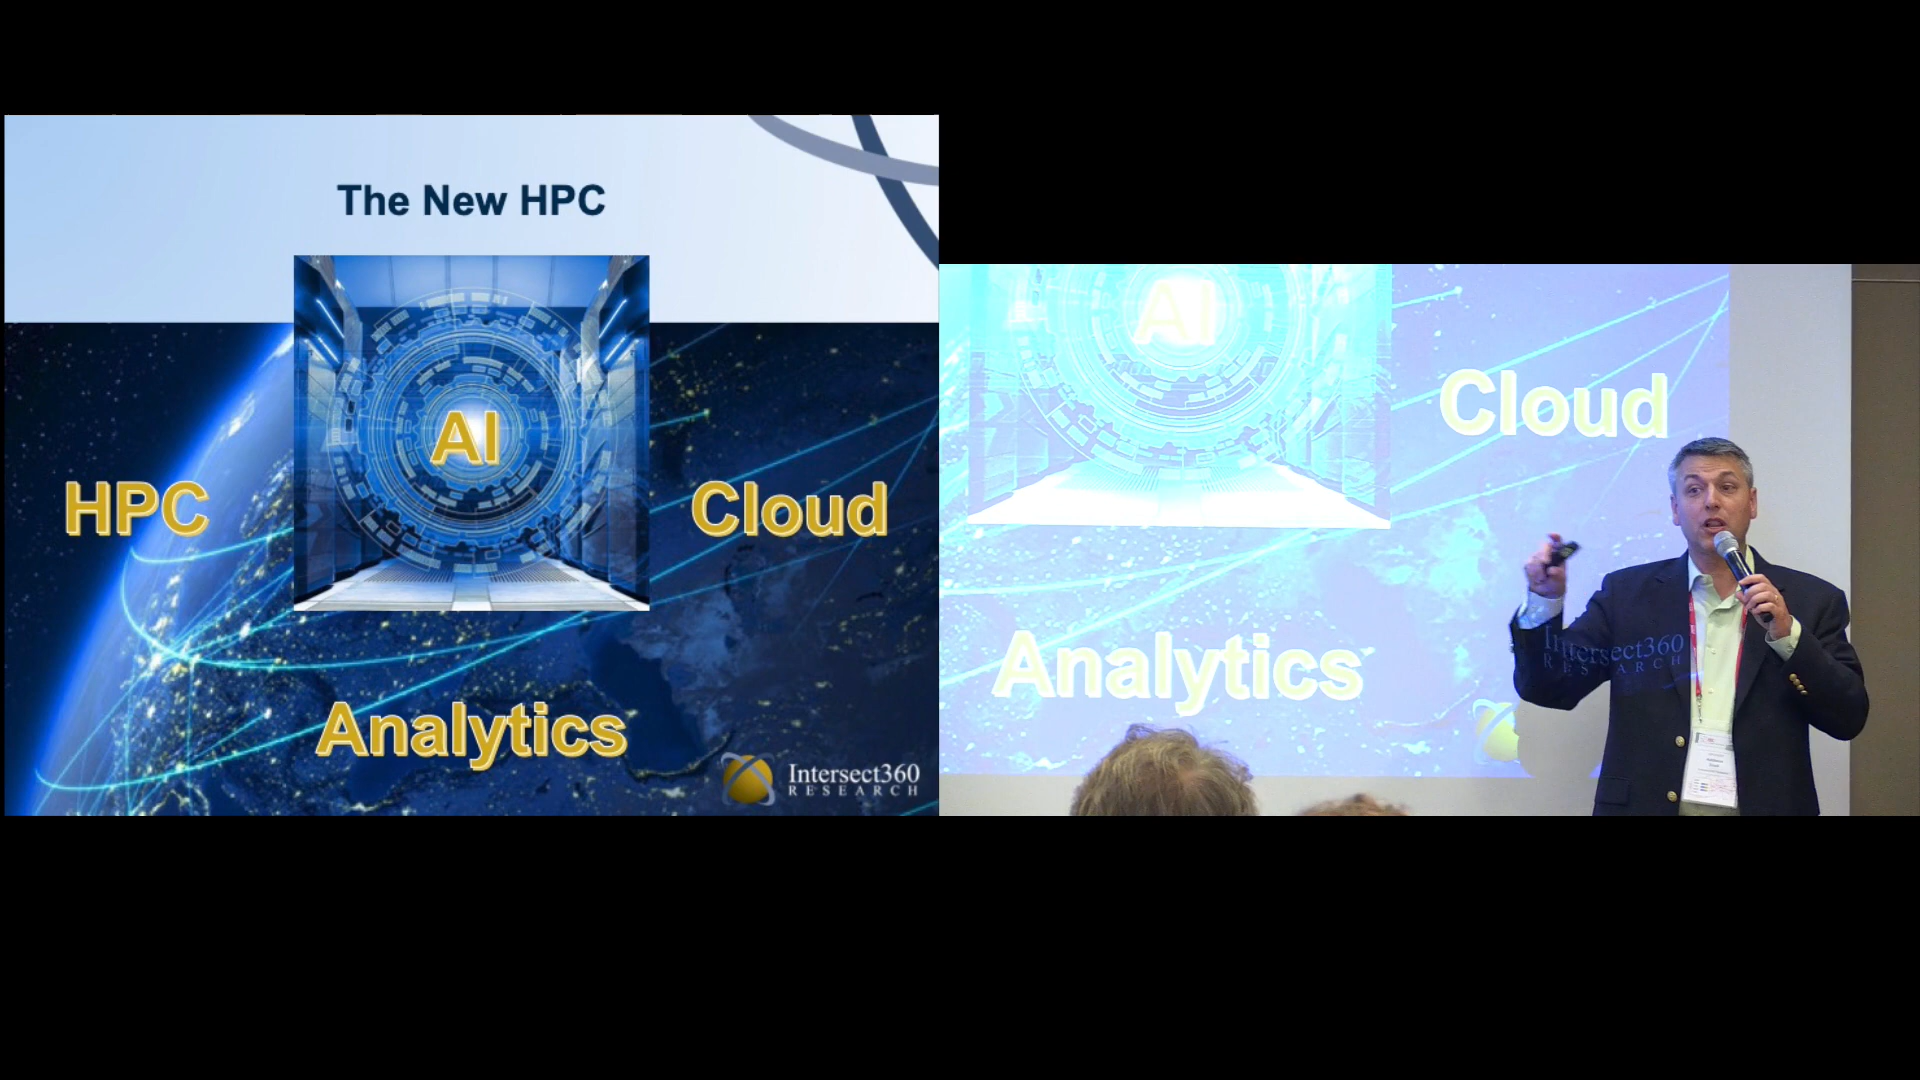 The New HPC
AI
HPC
Cloud
Analytics
Intersect360
RESEARCH
AI
Cloud
Analytics
Intersect360
RESEARCH